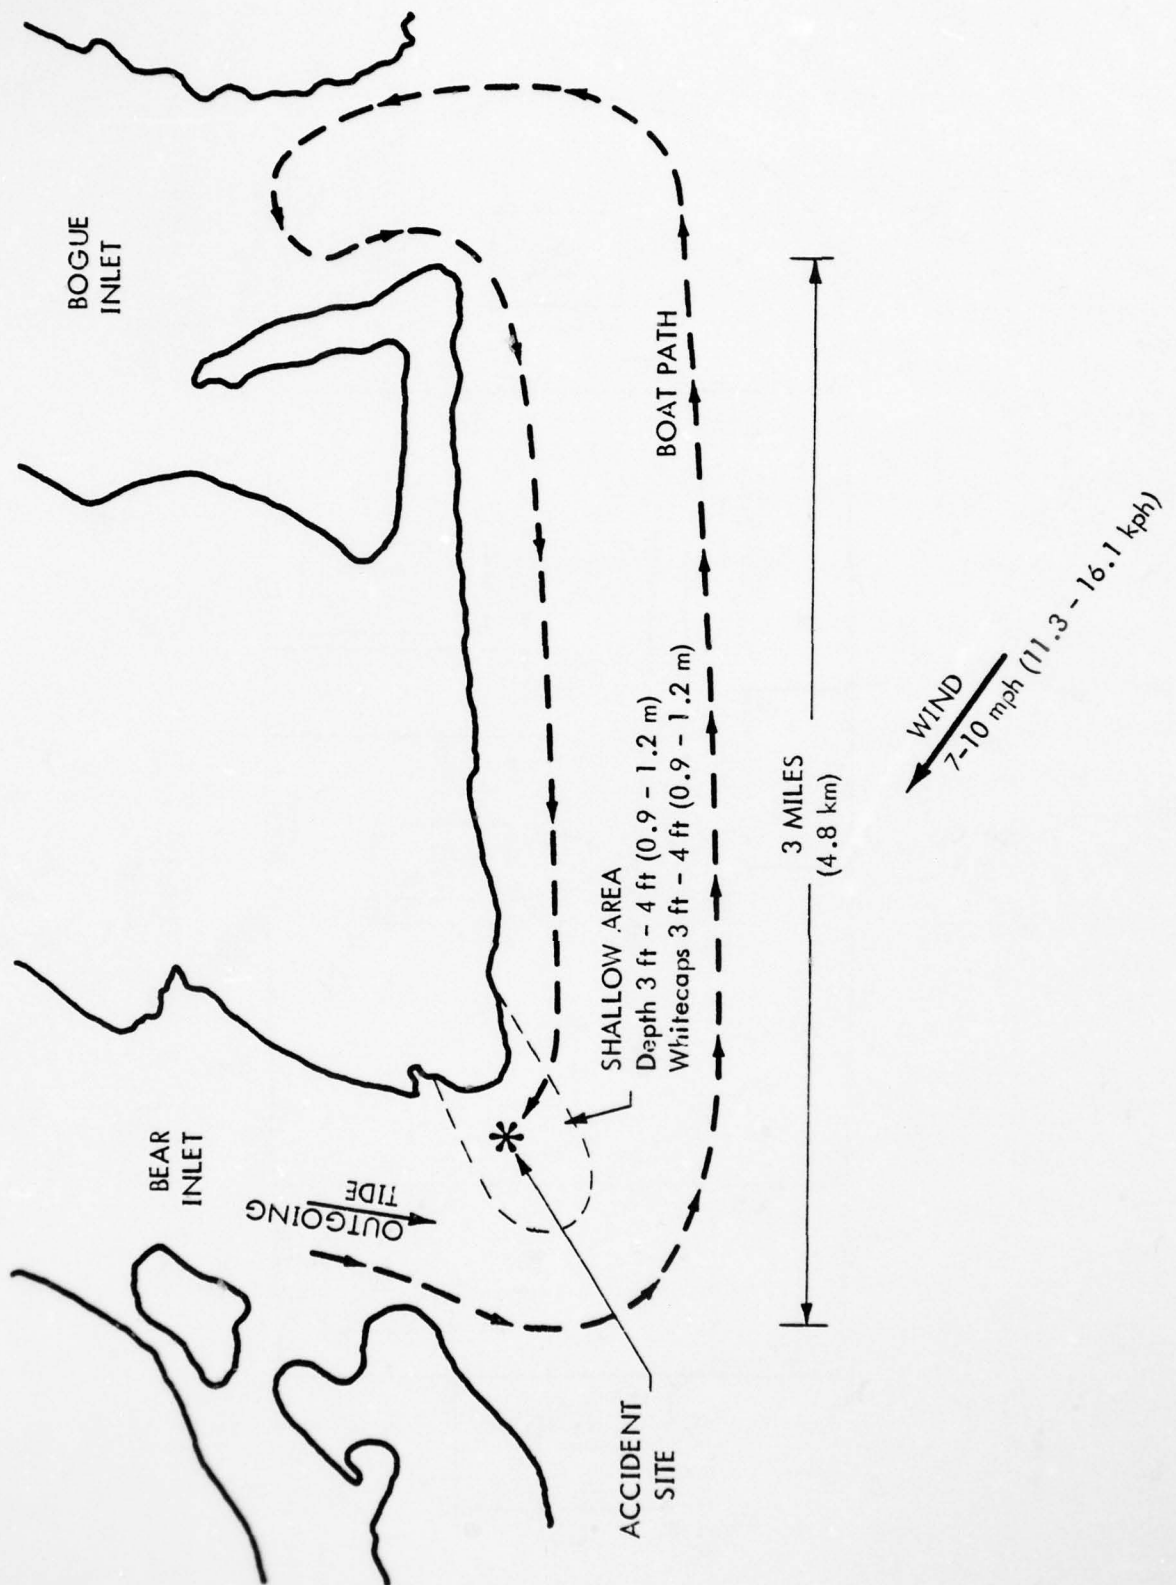 BOGUE
INLET
BEAR
INLET
OUTGOING
TIDE
BOAT PATH
SHALLOW AREA
Depth 3 ft - 4 ft (0.9 - 1.2 m)
Whitecaps 3 ft - 4 ft (0.9 - 1.2 m)
ACCIDENT
SITE
3 MILES
(4.8 km)
WIND
7-10 mph (11.3 - 16.1 kph)